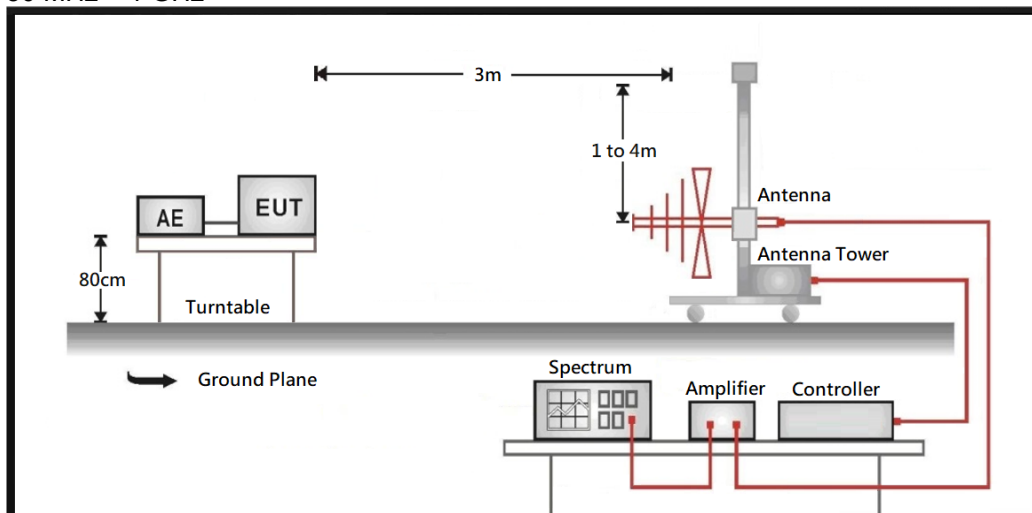 3m
1 to 4m
Antenna
AE
EUT
Antenna Tower
80cm
Turntable
Ground Plane
Spectrum
Amplifier
Controller